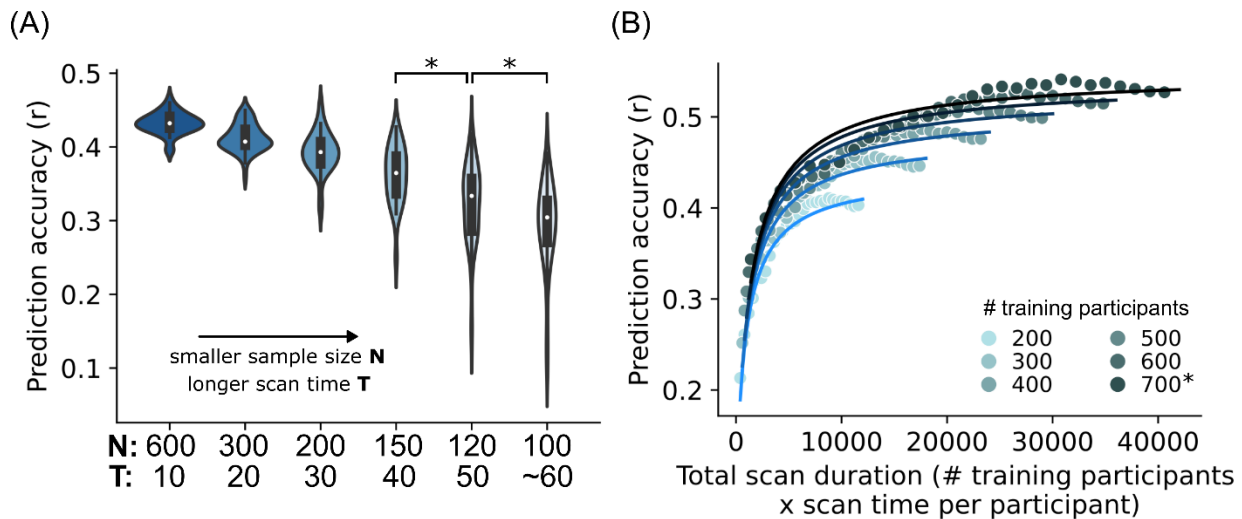 (A)
Prediction accuracy (r)
0.5
0.4
0.3
0.2
0.1
* *
smaller sample size N
longer scan time T
N: 600 300 200 150 120 100
T: 10 20 30 40 50 ~60
(B)
Prediction accuracy (r)
0.5
0.4
0.3
0.2
# training participants
200 500
300 600
400 700*
0 10000 20000 30000 40000
Total scan duration (# training participants
x scan time per participant)